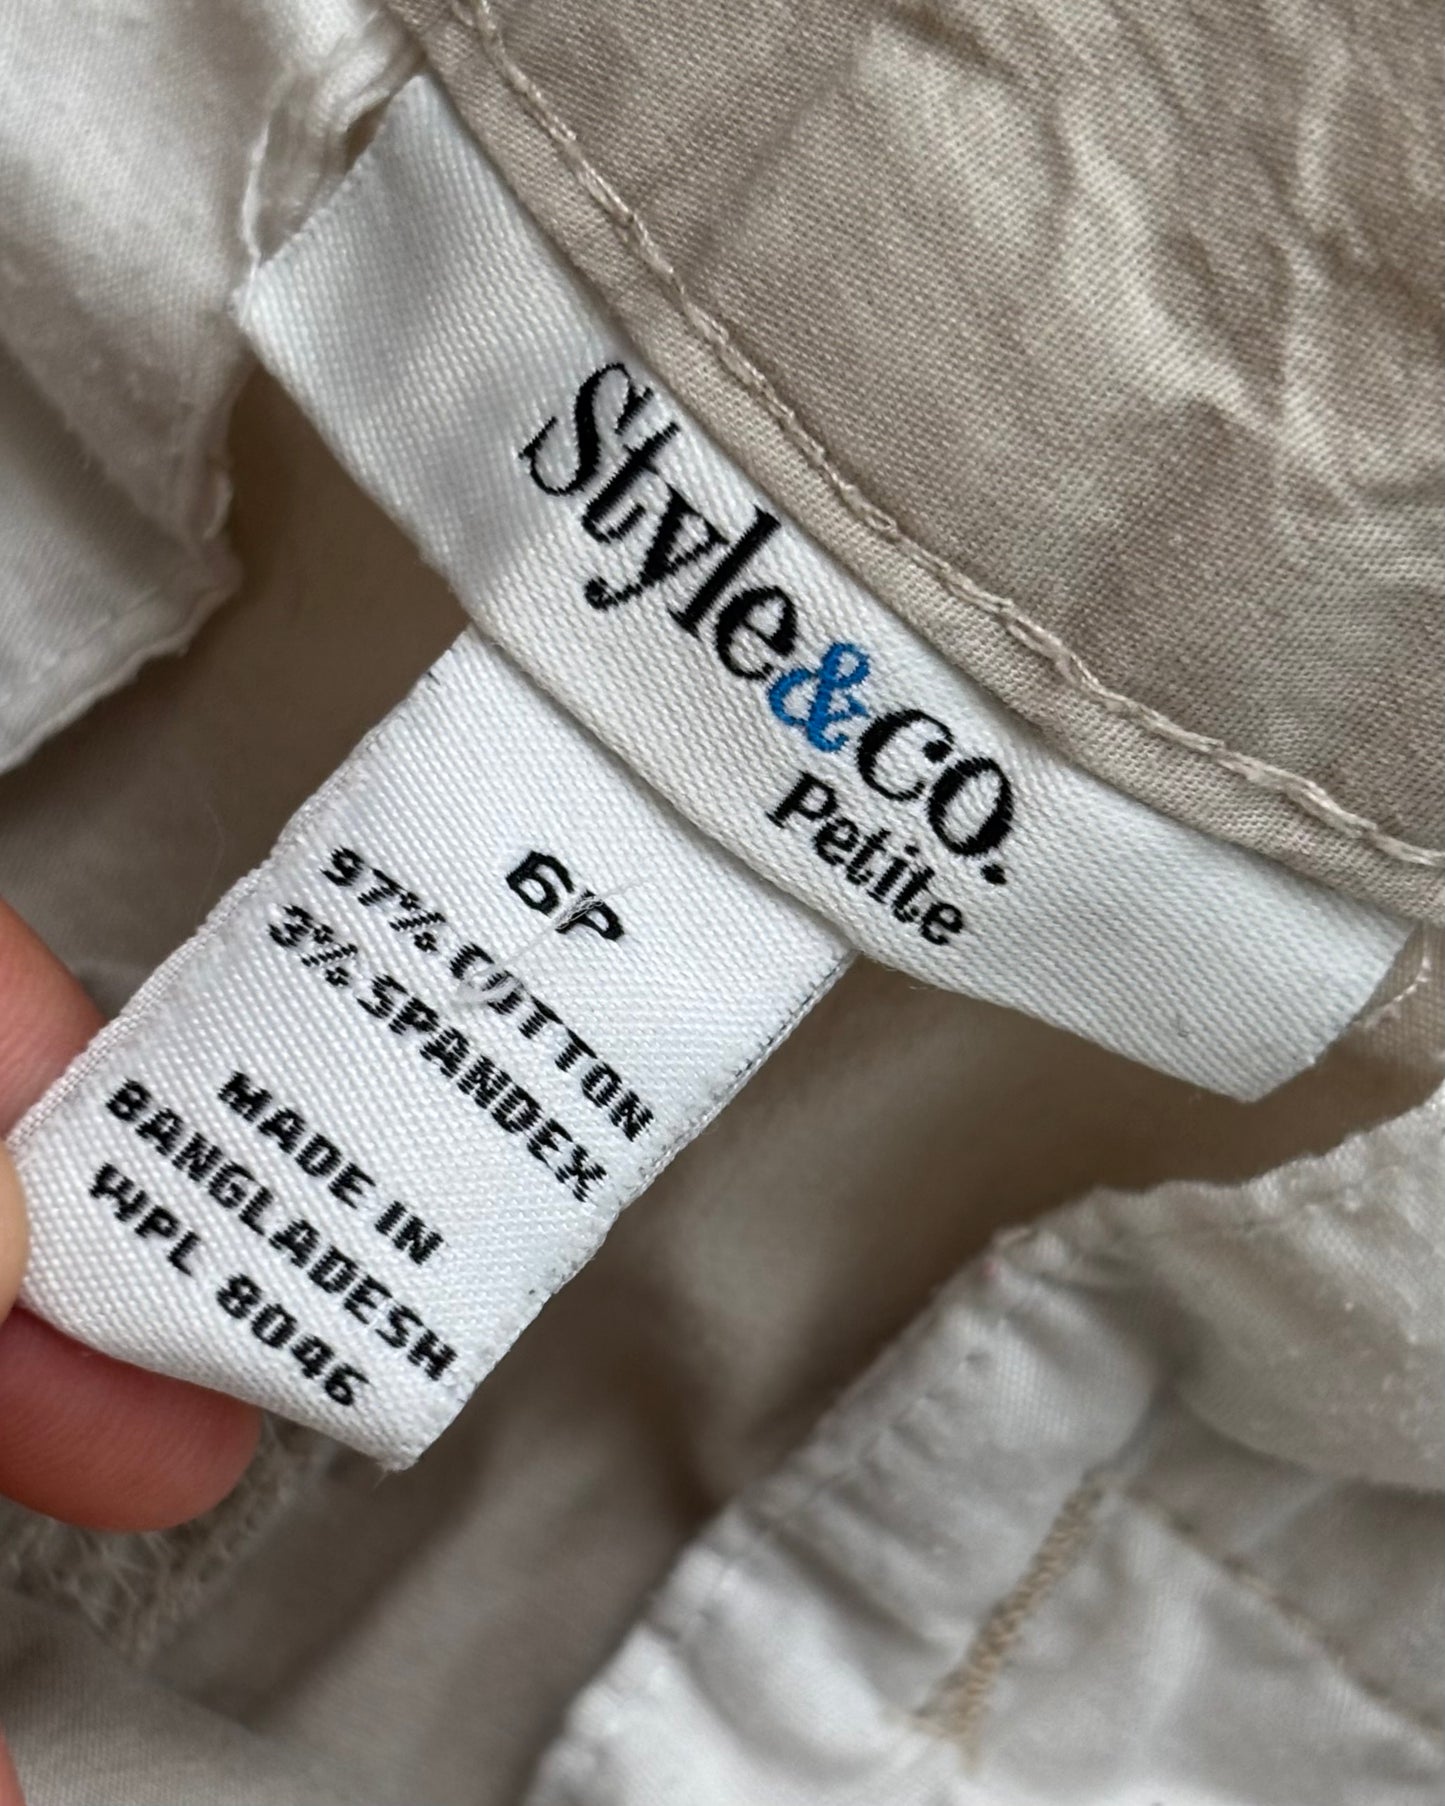 Style&co.
Petite
6P
97% COTTON
3% SPANDEX
MADE IN
BANGLADESH
WPL 8046